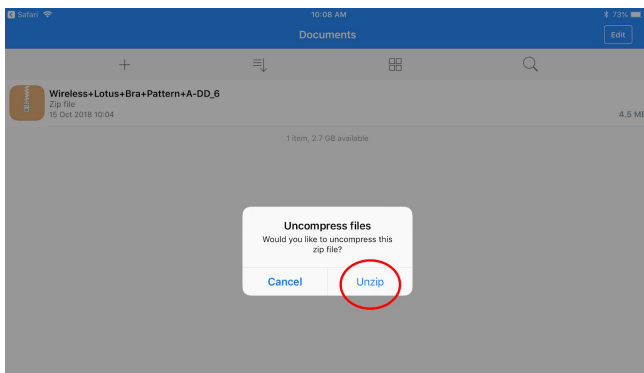 Safari
10:08 AM
73%
Documents
Edit
Wireless+Lotus+Bra+Pattern+A-DD_6
Zip file
15 Oct 2018 10:04
4.5 MB
1 item, 2.7 GB available
Uncompress files
Would you like to uncompress this
zip file?
Cancel
Unzip